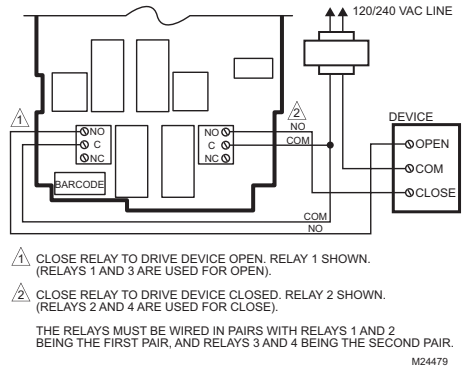 120/240 VAC LINE
1
2
NO
C
NC
NO
C
NC
NO
COM
DEVICE
OPEN
COM
CLOSE
BARCODE
COM
NO
1 CLOSE RELAY TO DRIVE DEVICE OPEN. RELAY 1 SHOWN.
(RELAYS 1 AND 3 ARE USED FOR OPEN).
2 CLOSE RELAY TO DRIVE DEVICE CLOSED. RELAY 2 SHOWN.
(RELAYS 2 AND 4 ARE USED FOR CLOSE).
THE RELAYS MUST BE WIRED IN PAIRS WITH RELAYS 1 AND 2
BEING THE FIRST PAIR, AND RELAYS 3 AND 4 BEING THE SECOND PAIR.
M24479